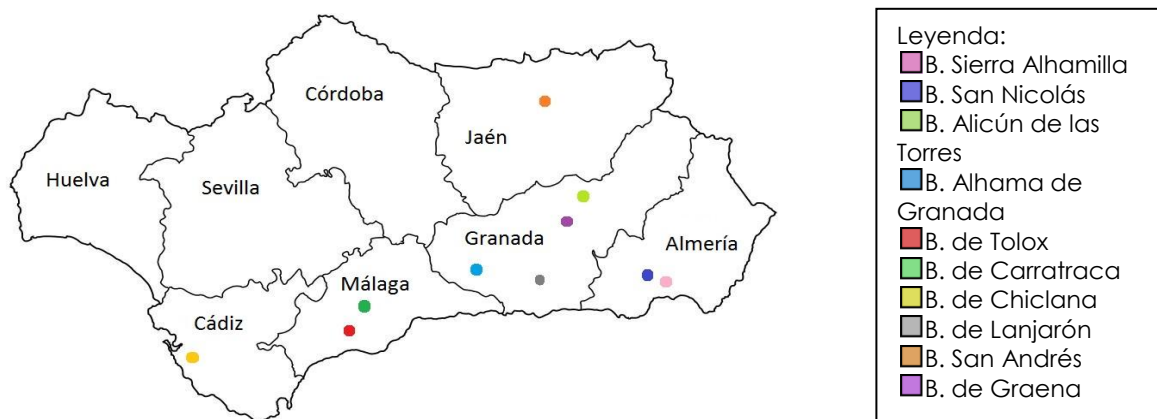 Córdoba
Jaén
Huelva
Sevilla
Granada
Almería
Málaga
Cádiz
Leyenda:
B. Sierra Alhamilla
B. San Nicolás
B. Alicún de las
Torres
B. Alhama de
Granada
B. de Tolox
B. de Carratraca
B. de Chiclana
B. de Lanjarón
B. San Andrés
B. de Graena